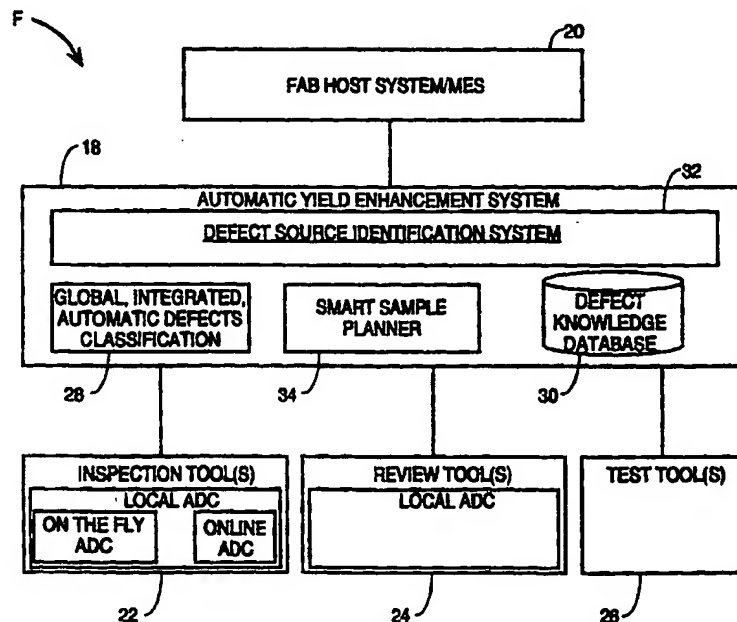 F
20
FAB HOST SYSTEM/MES
18
32
AUTOMATIC YIELD ENHANCEMENT SYSTEM
DEFECT SOURCE IDENTIFICATION SYSTEM
GLOBAL, INTEGRATED,
AUTOMATIC DEFECTS
CLASSIFICATION
SMART SAMPLE
PLANNER
DEFECT
KNOWLEDGE
DATABASE
28
34
30
INSPECTION TOOL(S)
LOCAL ADC
ON THE FLY
ADC
ONLINE
ADC
REVIEW TOOL(S)
LOCAL ADC
TEST TOOL(S)
22
24
26